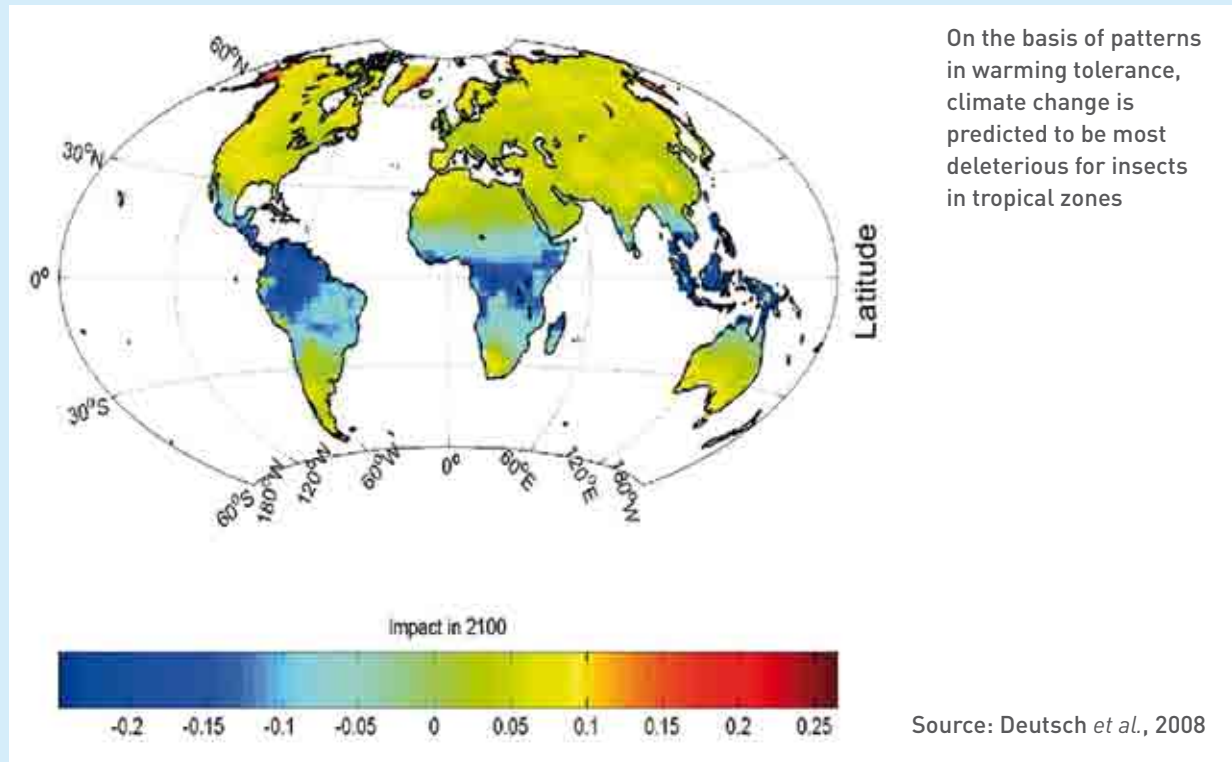 On the basis of patterns
in warming tolerance,
climate change is
predicted to be most
deleterious for insects
in tropical zones
60°N
30°N
0°
30°S
60°S
180°W
120°W
60°W
0°
60°E
120°E
160°W
Latitude
Impact in 2100
-0.2 -0.15 -0.1 -0.05 0 0.05 0.1 0.15 0.2 0.25
Source: Deutsch et al., 2008